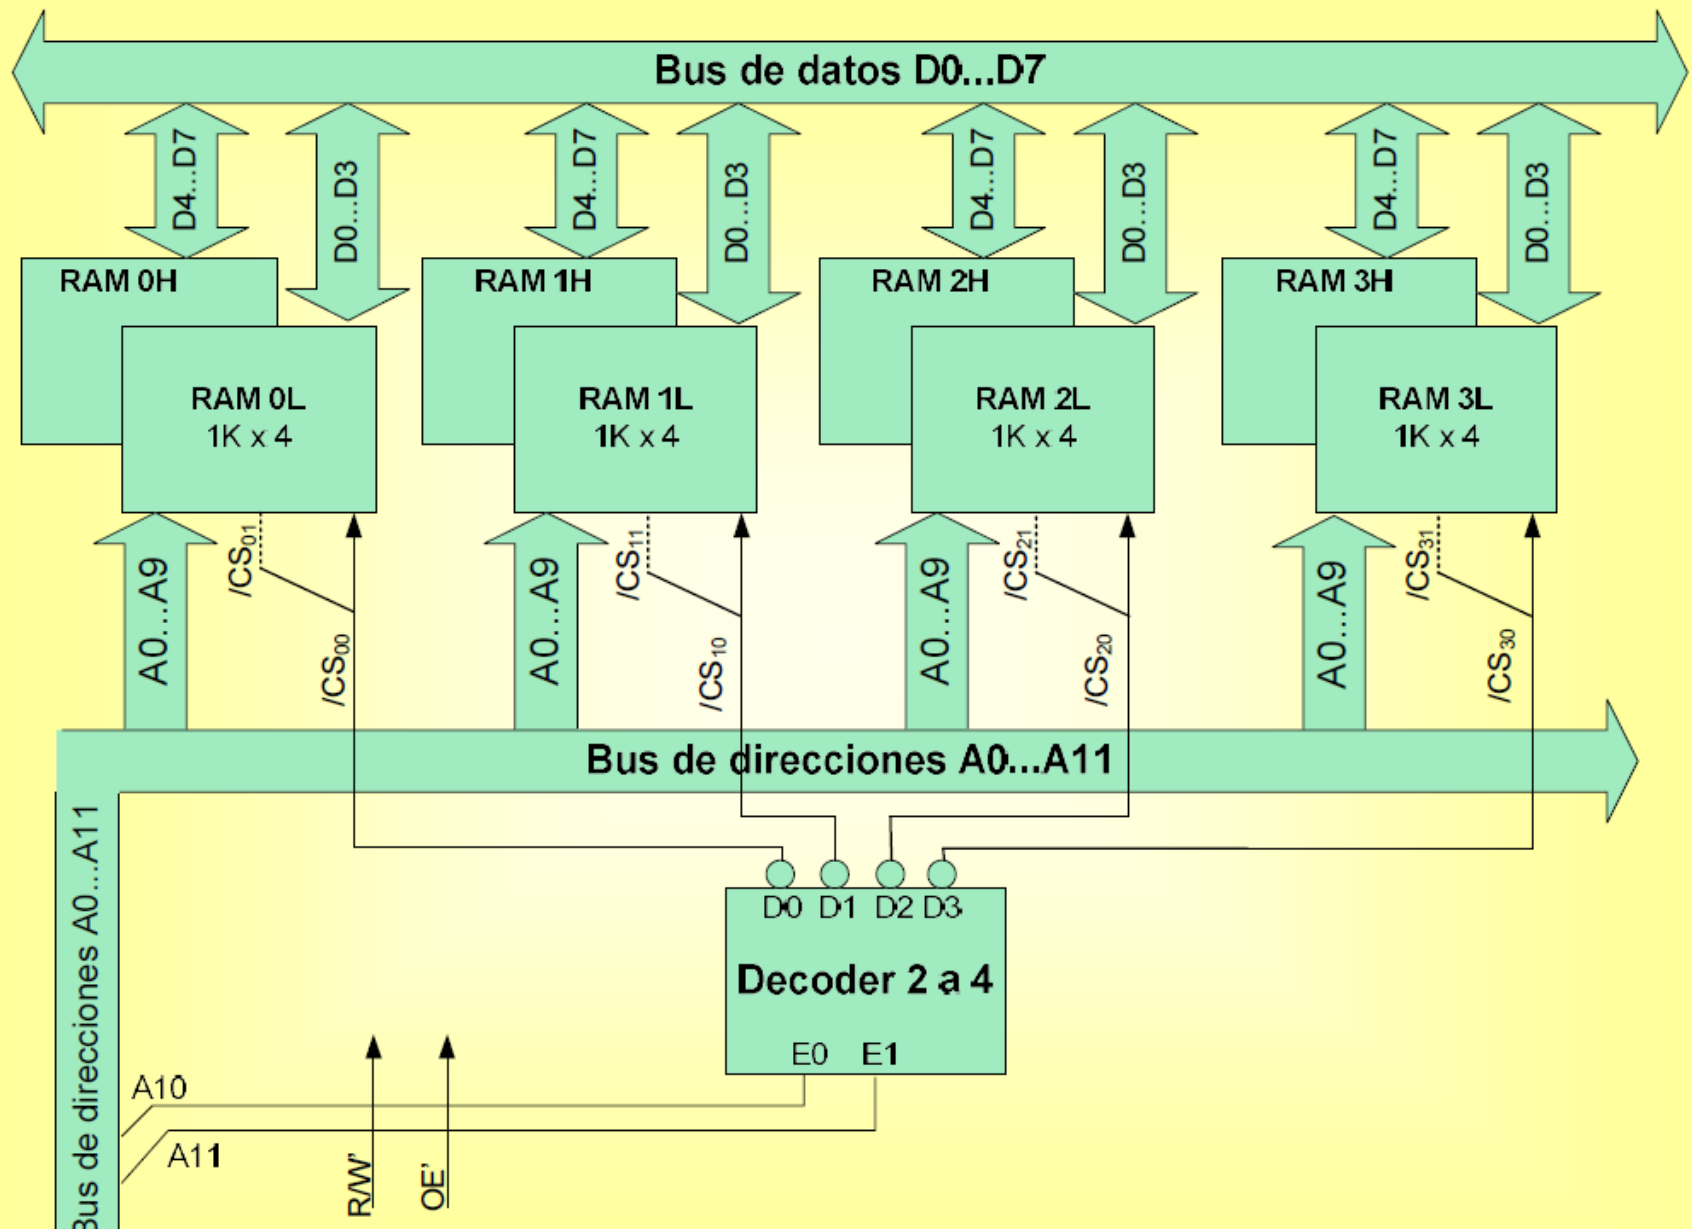 Bus de datos D0...D7
D4...D7
D0...D3
D4...D7
D0...D3
D4...D7
D0...D3
D4...D7
D0...D3
RAM 0H
RAM 1H
RAM 2H
RAM 3H
RAM 0L
1K x 4
RAM 1L
1K x 4
RAM 2L
1K x 4
RAM 3L
1K x 4
A0...A9
/CS01
/CS00
A0...A9
/CS11
/CS10
A0...A9
/CS21
/CS20
A0...A9
/CS31
/CS30
Bus de direcciones A0...A11
Bus de direcciones A0...A11
D0 D1 D2 D3
Decoder 2 a 4
E0 E1
A10
A11
R/W'
OE'